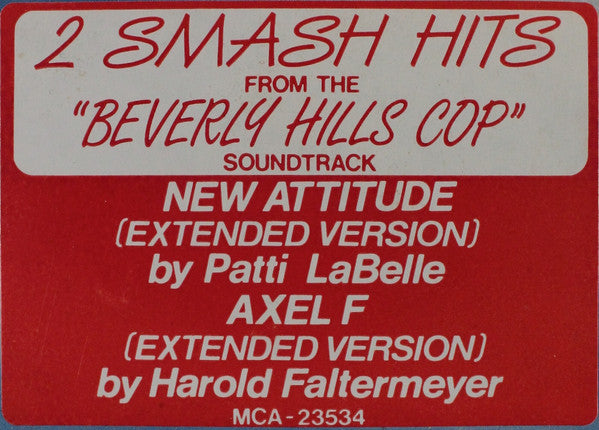 2 SMASH HITS
FROM THE
"BEVERLY HILLS COP"
SOUNDTRACK
NEW ATTITUDE
(EXTENDED VERSION)
by Patti LaBelle
AXEL F
(EXTENDED VERSION)
by Harold Faltermeyer
MCA-23534